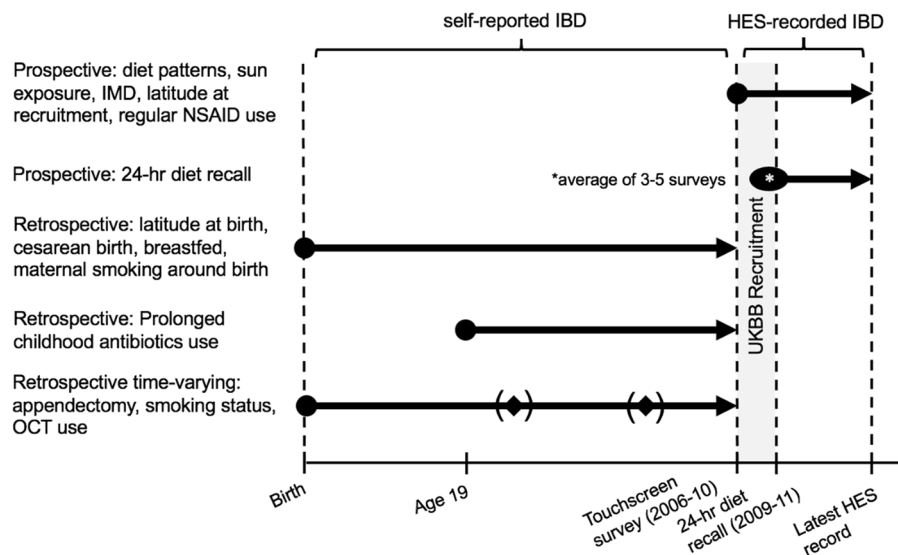 self-reported IBD
HES-recorded IBD
Prospective: diet patterns, sun
exposure, IMD, latitude at
recruitment, regular NSAID use
Prospective: 24-hr diet recall
*average of 3-5 surveys
*
Retrospective: latitude at birth,
cesarean birth, breastfed,
maternal smoking around birth
UKBB Recruitment
Retrospective: Prolonged
childhood antibiotics use
Retrospective time-varying:
appendectomy, smoking status,
OCT use
( )
( )
Birth
Age 19
Touchscreen
survey (2006-10)
24-hr diet
recall (2009-11)
Latest HES
record